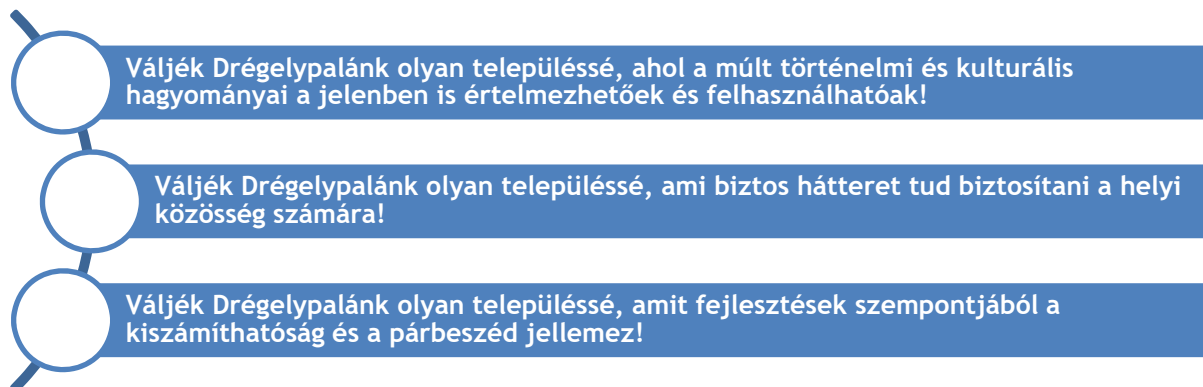 Váljék Drégelypalánk olyan településsé, ahol a múlt történelmi és kulturális
hagyományai a jelenben is értelmezhetőek és felhasználhatóak!
Váljék Drégelypalánk olyan településsé, ami biztos hátteret tud biztosítani a helyi
közösség számára!
Váljék Drégelypalánk olyan településsé, amit fejlesztések szempontjából a
kiszámíthatóság és a párbeszéd jellemez!